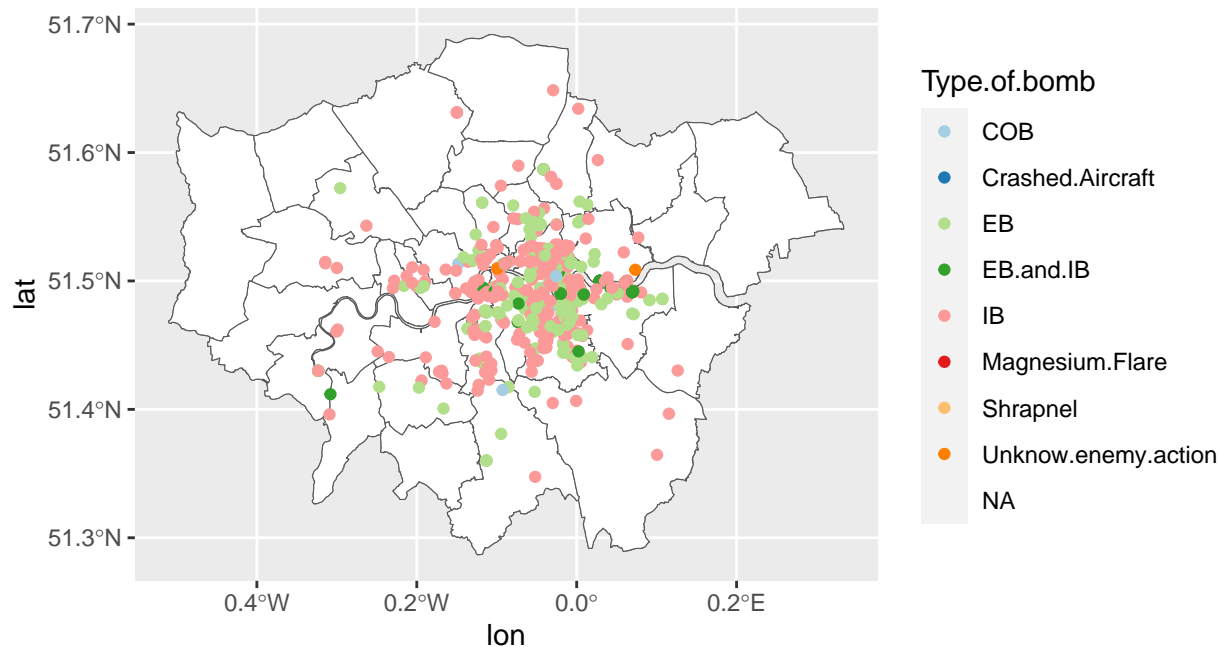 51.7°N
51.6°N
51.5°N
51.4°N
51.3°N
lat
0.4°W
0.2°W
0.0°
0.2°E
lon
Type.of.bomb
COB
Crashed.Aircraft
EB
EB.and.IB
IB
Magnesium.Flare
Shrapnel
Unknow.enemy.action
NA